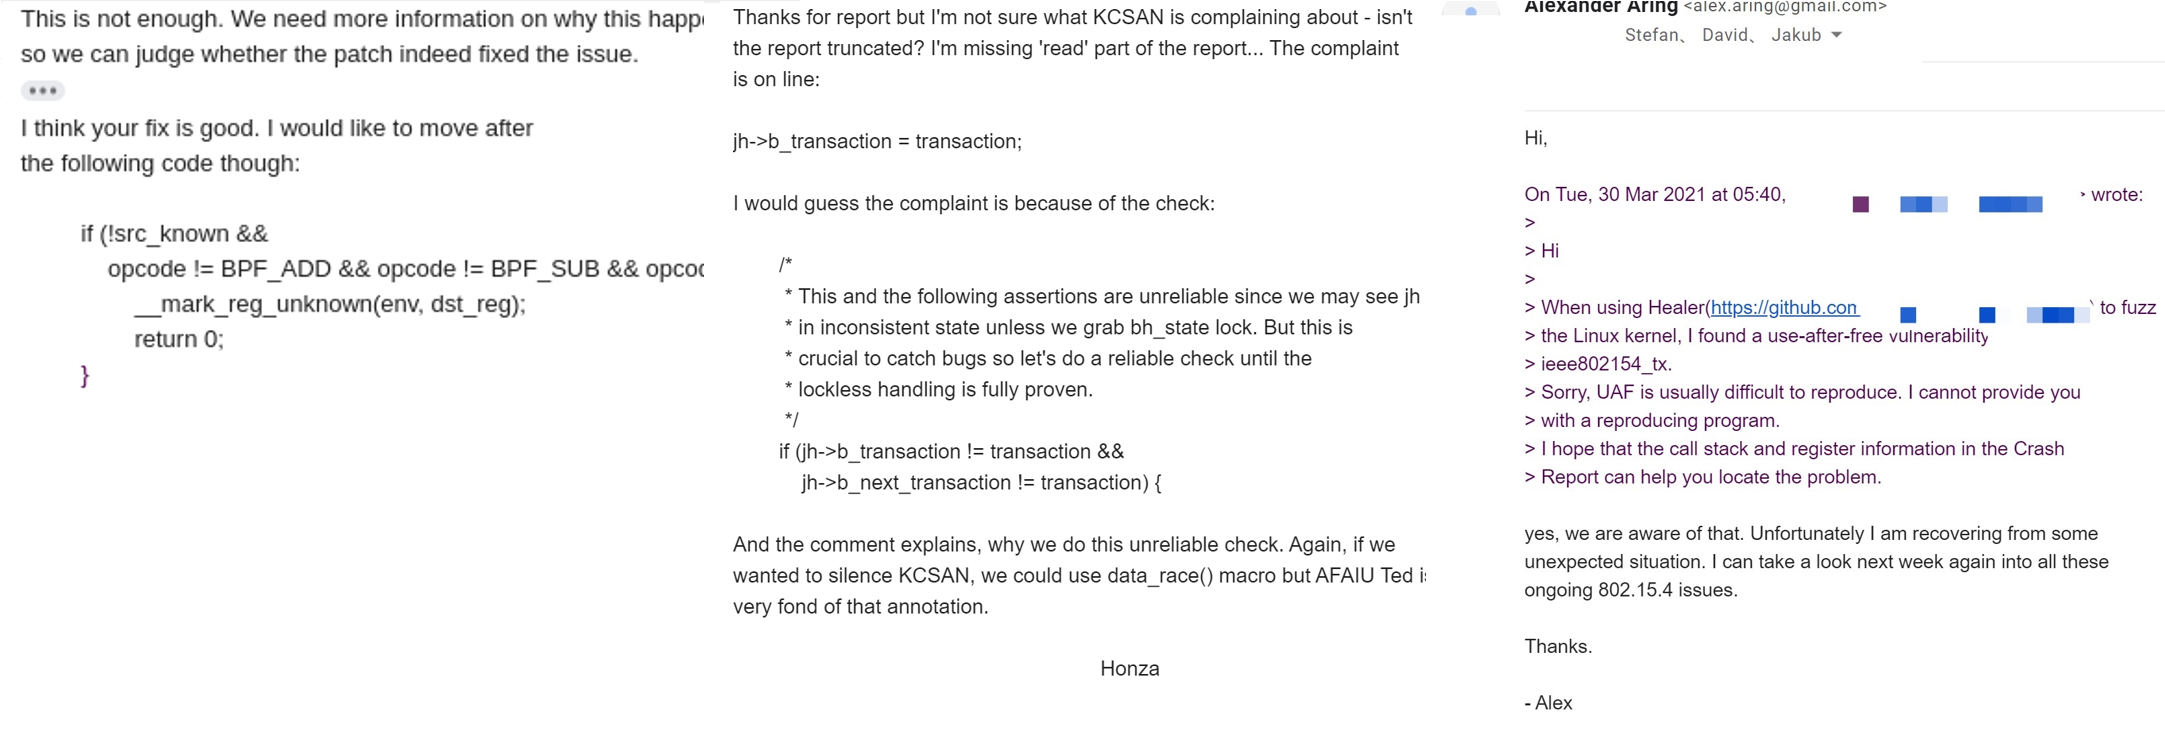 This is not enough. We need more information on why this happ
so we can judge whether the patch indeed fixed the issue.
•••
I think your fix is good. I would like to move after
the following code though:
if (!src_known &&
opcode != BPF_ADD && opcode != BPF_SUB && opcod
__mark_reg_unknown(env, dst_reg);
return 0;
}
Thanks for report but I'm not sure what KCSAN is complaining about - isn't
the report truncated? I'm missing 'read' part of the report... The complaint
is on line:
jh->b_transaction = transaction;
I would guess the complaint is because of the check:
/*
* This and the following assertions are unreliable since we may see jh
* in inconsistent state unless we grab bh_state lock. But this is
* crucial to catch bugs so let's do a reliable check until the
* lockless handling is fully proven.
*/
if (jh->b_transaction != transaction &&
jh->b_next_transaction != transaction) {
And the comment explains, why we do this unreliable check. Again, if we
wanted to silence KCSAN, we could use data_race() macro but AFAIU Ted is
very fond of that annotation.
Honza
Alexander Aring <alex.aring@gmail.com>
Stefan、 David、 Jakub
Hi,
On Tue, 30 Mar 2021 at 05:40, > wrote:
>
> Hi
>
> When using Healer(https://github.com ) to fuzz
> the Linux kernel, I found a use-after-free vulnerability
> ieee802154_tx.
> Sorry, UAF is usually difficult to reproduce. I cannot provide you
> with a reproducing program.
> I hope that the call stack and register information in the Crash
> Report can help you locate the problem.
yes, we are aware of that. Unfortunately I am recovering from some
unexpected situation. I can take a look next week again into all these
ongoing 802.15.4 issues.
Thanks.
- Alex